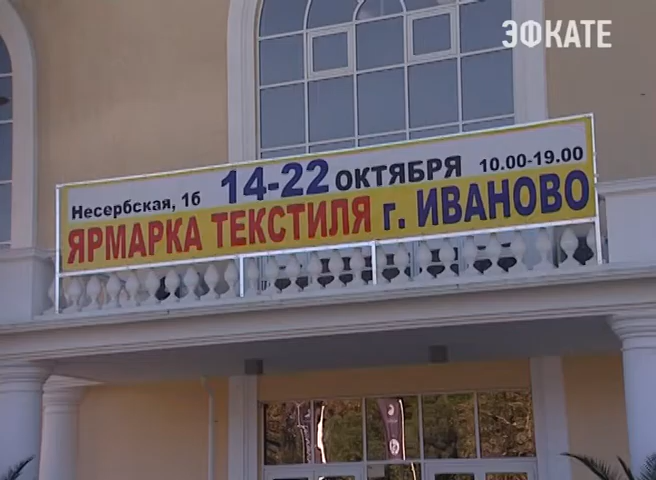 ЭФКАТЕ
Несербская, 1б 14-22 ОКТЯБРЯ 10.00-19.00
ЯРМАРКА ТЕКСТИЛЯ г. ИВАНОВО